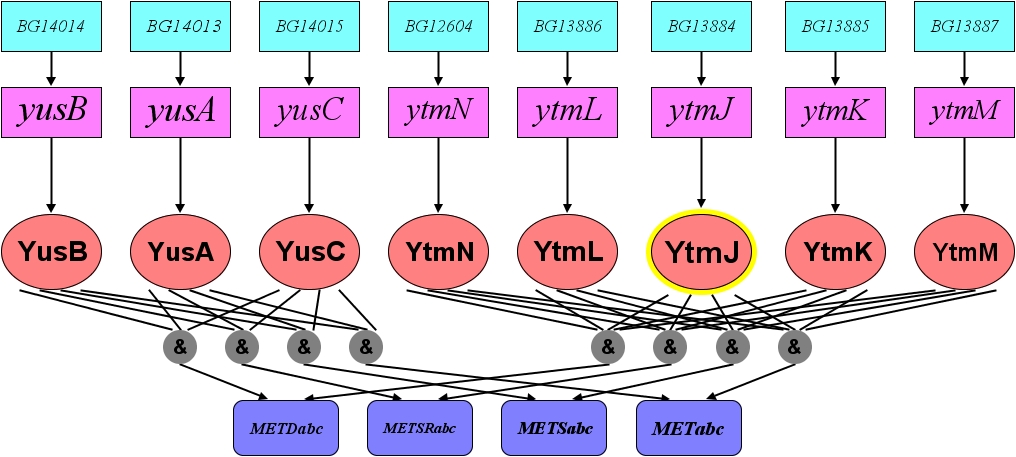 BG14014 BG14013 BG14015 BG12604 BG13886 BG13884 BG13885 BG13887
yusB yusA yusC ytmN ytmL ytmJ ytmK ytmM
YusB YusA YusC YtmN YtmL YtmJ YtmK YtmM
& & & & & & & &
METDabc METSRabc METSabc METabc